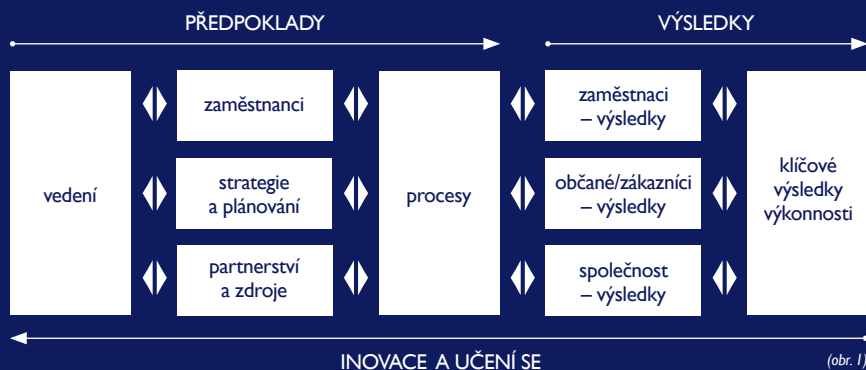 PŘEDPOKLADY
VÝSLEDKY
vedení
zaměstnanci
strategie
a plánování
partnerství
a zdroje
procesy
zaměstnaci
– výsledky
občané/zákazníci
– výsledky
společnost
– výsledky
klíčové
výsledky
výkonnosti
INOVACE A UČENÍ SE
(obr. 1)